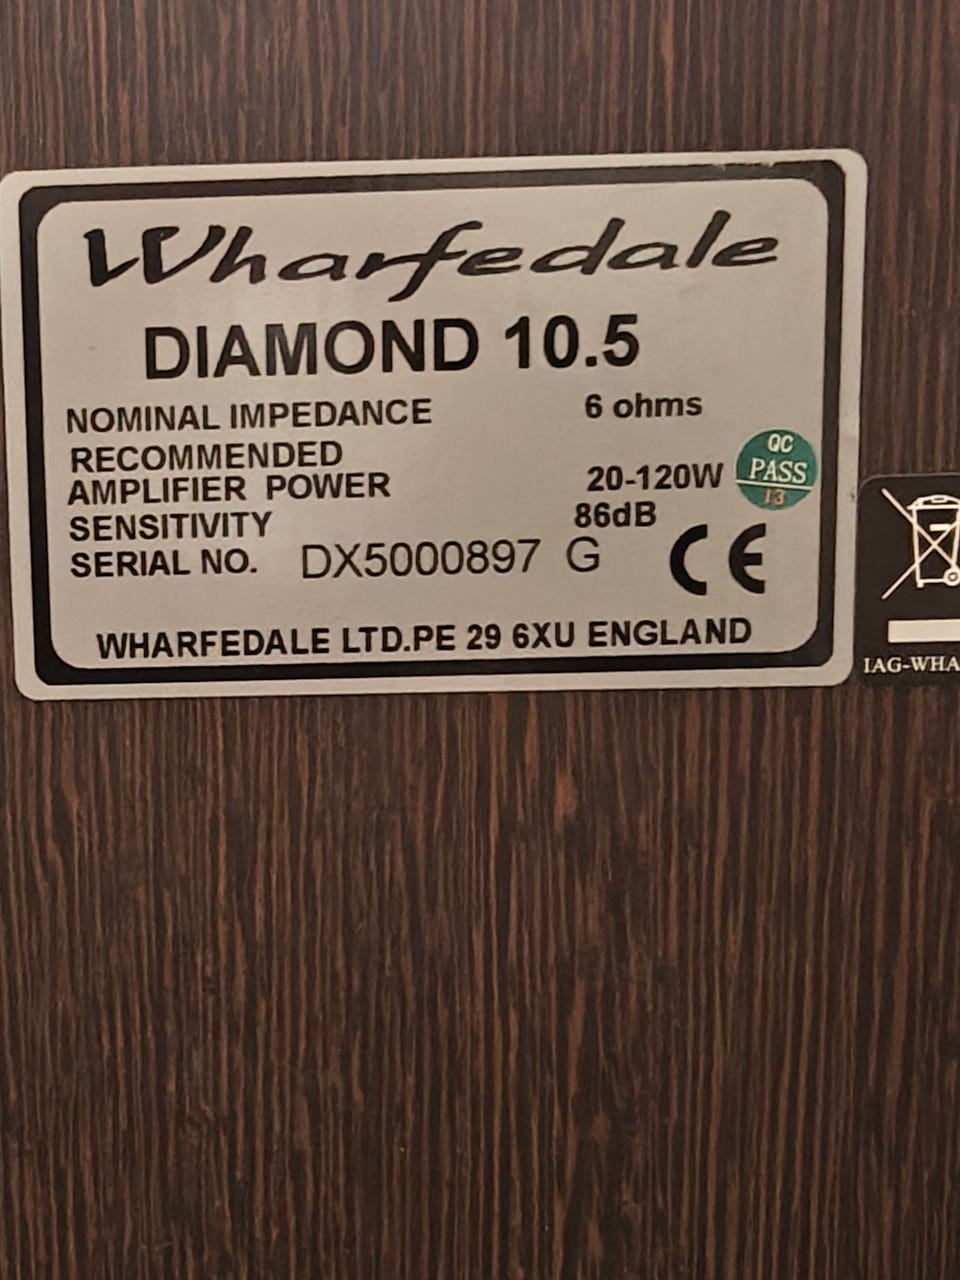 Wharfedale
DIAMOND 10.5
NOMINAL IMPEDANCE 6 ohms
RECOMMENDED
AMPLIFIER POWER 20-120W
SENSITIVITY 86dB
SERIAL NO. DX5000897 G
CE
WHARFEDALE LTD.PE 29 6XU ENGLAND
QC
PASS
13
IAG-WHA